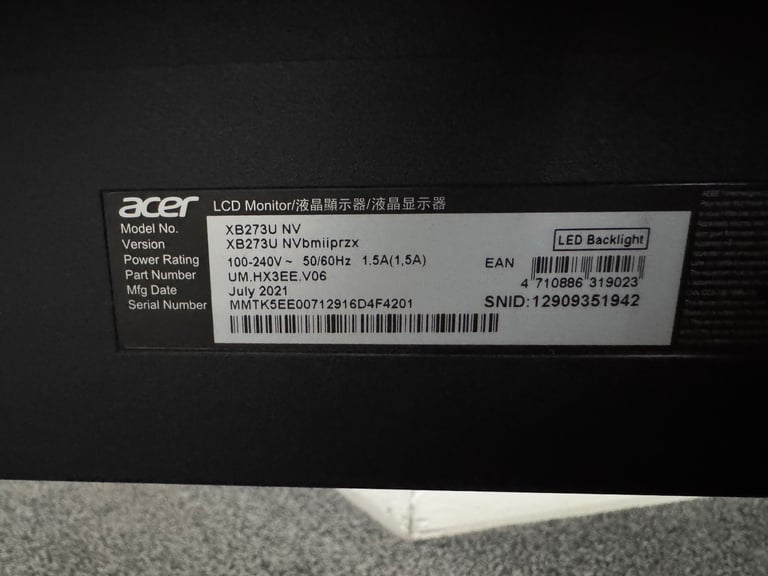 acer LCD Monitor/液晶顯示器/液晶显示器
Model No. XB273U NV
Version XB273U NVbmiiprzx
LED Backlight
Power Rating 100-240V~ 50/60Hz 1.5A(1,5A)
EAN
Part Number UM.HX3EE.V06
4 710886 319023
Mfg Date July 2021
Serial Number MMTK5EE00712916D4F4201
SNID:12909351942